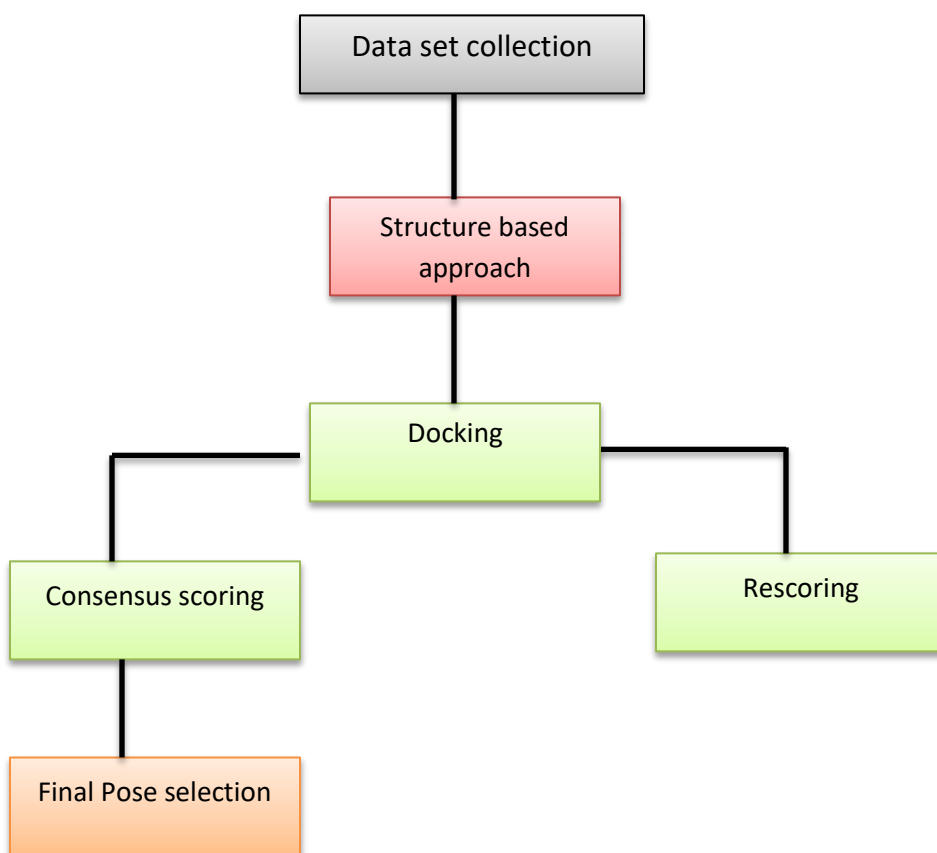 Data set collection
Structure based
approach
Docking
Consensus scoring
Rescoring
Final Pose selection